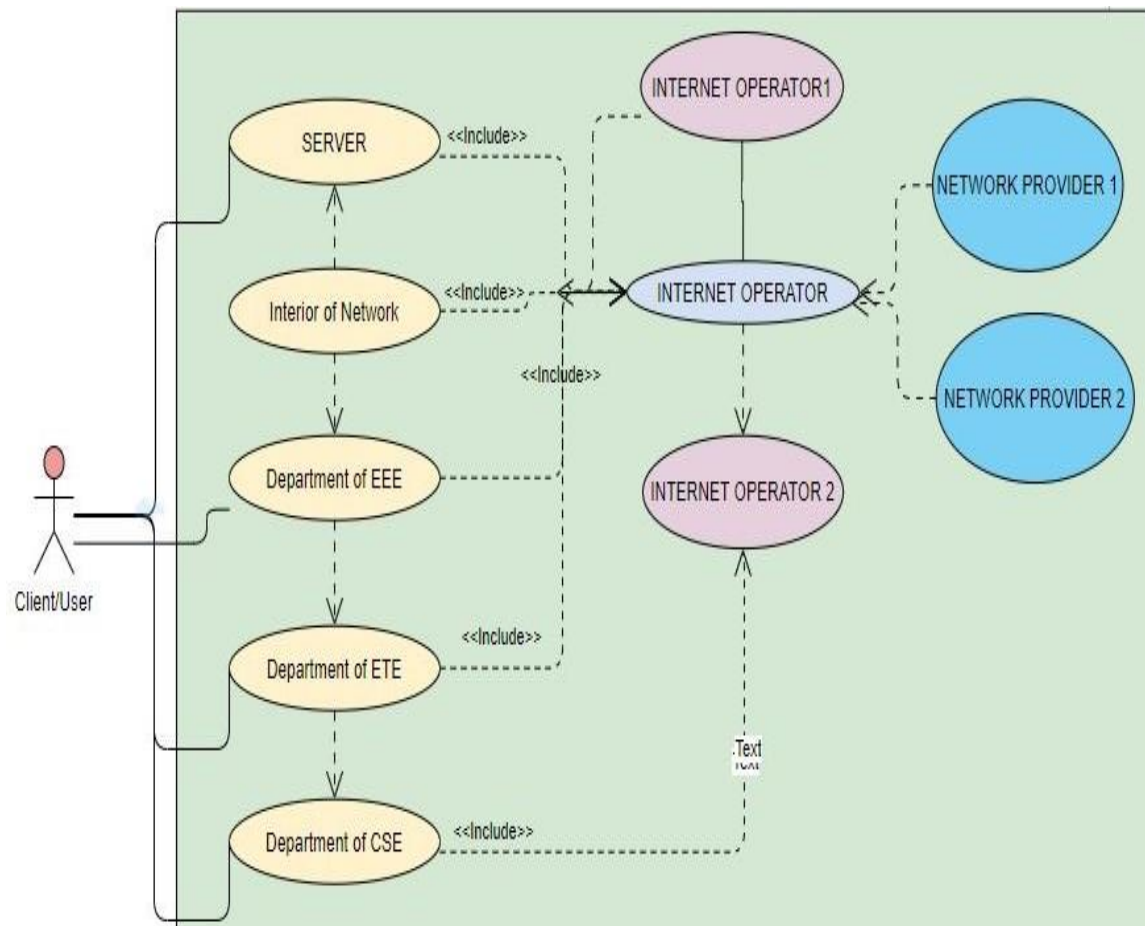 INTERNET OPERATOR1
SERVER
<<Include>>
NETWORK PROVIDER 1
Interior of Network
<<Include>>
INTERNET OPERATOR
<<Include>>
NETWORK PROVIDER 2
Department of EEE
INTERNET OPERATOR 2
Client/User
<<Include>>
Department of ETE
Text
<<Include>>
Department of CSE